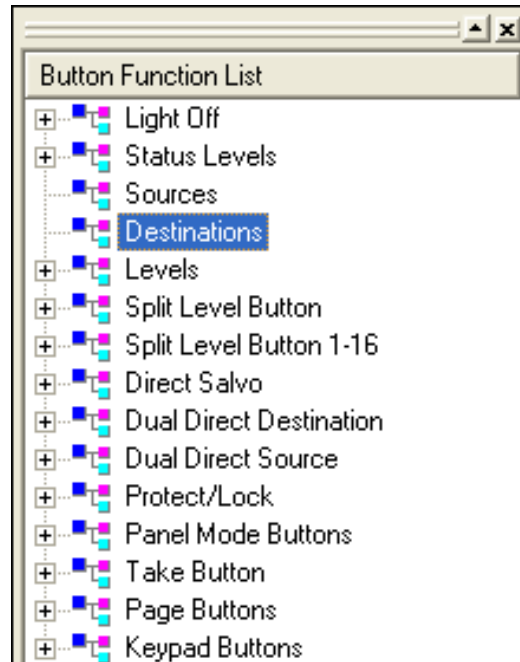 Button Function List
Light Off
Status Levels
Sources
Destinations
Levels
Split Level Button
Split Level Button 1-16
Direct Salvo
Dual Direct Destination
Dual Direct Source
Protect/Lock
Panel Mode Buttons
Take Button
Page Buttons
Keypad Buttons